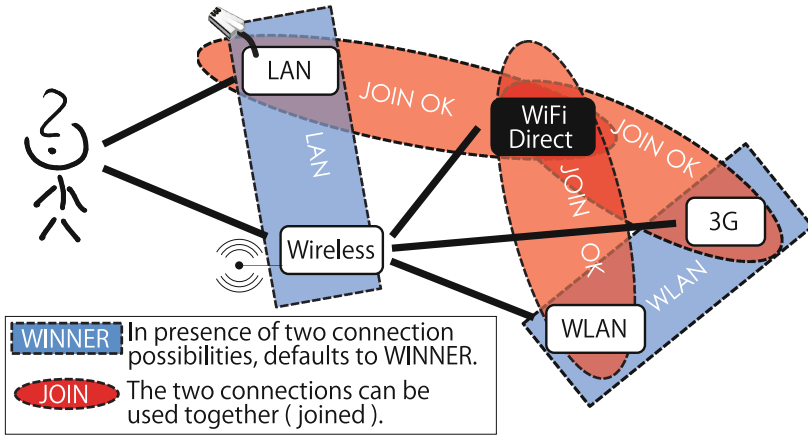 LAN
JOIN OK
WiFi
Direct
JOIN OK
LAN
JOIN OK
3G
Wireless
WLAN
WLAN
WINNER In presence of two connection
possibilities, defaults to WINNER.
JOIN The two connections can be
used together ( joined ).